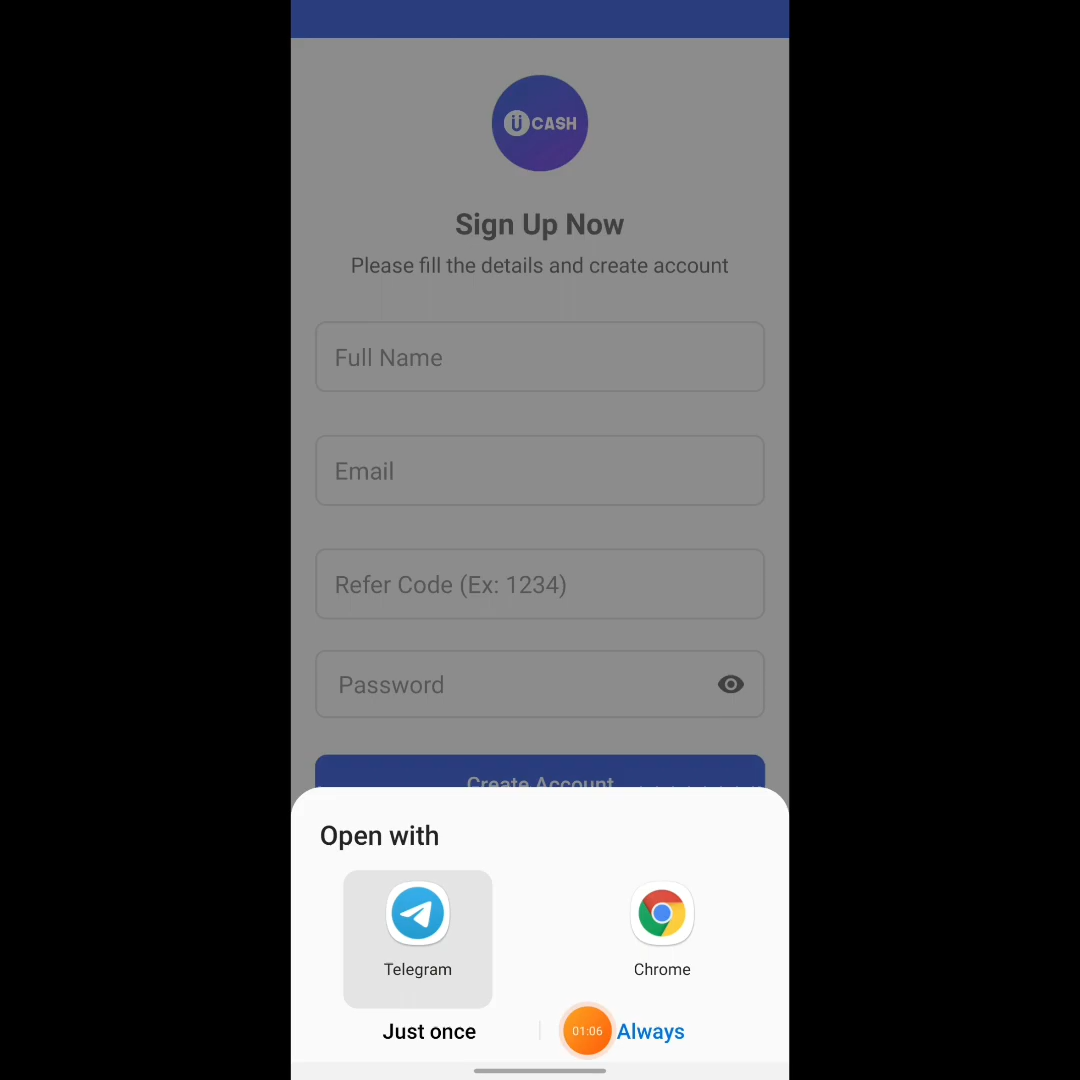 Ü CASH
Sign Up Now
Please fill the details and create account
Full Name
Email
Refer Code (Ex: 1234)
Password
Create Account
Open with
Telegram
Chrome
Just once
01:06
Always